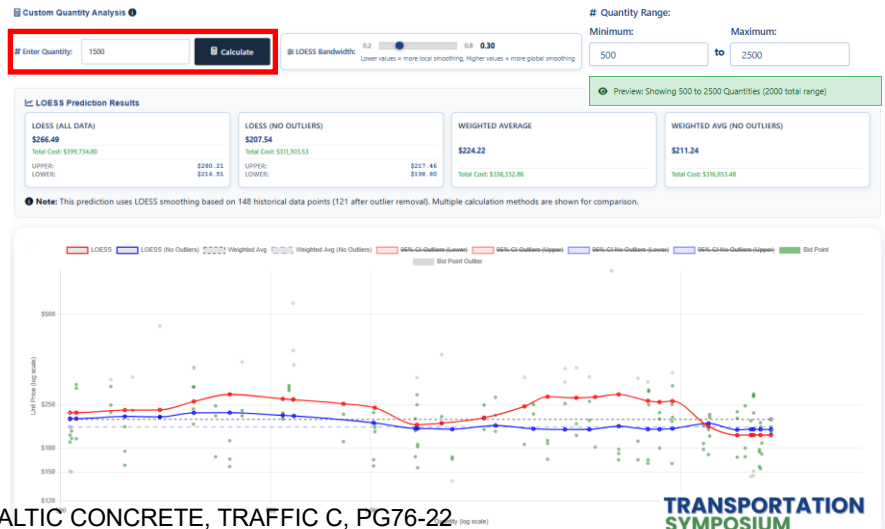 Custom Quantity Analysis
# Quantity Range:
Minimum: Maximum:
# Enter Quantity: 1500 Calculate
LOESS Bandwidth: 0.2 0.8 0.30
Lower values = more local smoothing, Higher values = more global smoothing
500 to 2500
Preview: Showing 500 to 2500 Quantities (2000 total range)
LOESS Prediction Results
LOESS (ALL DATA)
$266.49
Total Cost: $399,734.80
UPPER: $280.21
LOWER: $216.51
LOESS (NO OUTLIERS)
$207.54
Total Cost: $311,303.53
UPPER: $217.46
LOWER: $198.90
WEIGHTED AVERAGE
$224.22
Total Cost: $336,332.86
WEIGHTED AVG (NO OUTLIERS)
$211.24
Total Cost: $316,853.48
Note: This prediction uses LOESS smoothing based on 148 historical data points (121 after outlier removal). Multiple calculation methods are shown for comparison.
LOESS LOESS (No Outliers) Weighted Avg Weighted Avg (No Outliers) 95% CI Outliers (Lower) 95% CI Outliers (Upper) 95% CI No Outliers (Lower) 95% CI No Outliers (Upper) Bid Point
Bid Point Outlier
Unit Price (log scale)
$500
$250
$180
$150
$120
(log scale)
ALTIC CONCRETE, TRAFFIC C, PG76-22
TRANSPORTATION
SYMPOSIUM